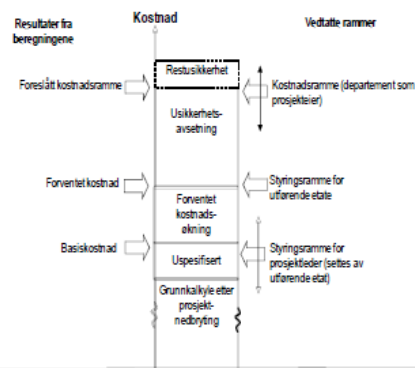 Resultater fra
beregningene
Kostnad
Vedtatte rammer
Restusikkerhet
Foreslått kostnadsramme
Kostnadsramme (departement som
prosjekteier)
Usikkerhets-
avsetning
Forventet kostnad
Styringsramme for
utførende etate
Forventet
kostnads-
økning
Basiskostnad
Styringsramme for
prosjektleder (settes av
utførende etat)
Uspesifisert
Grunnkalkyle etter
prosjekt-
nedbryting